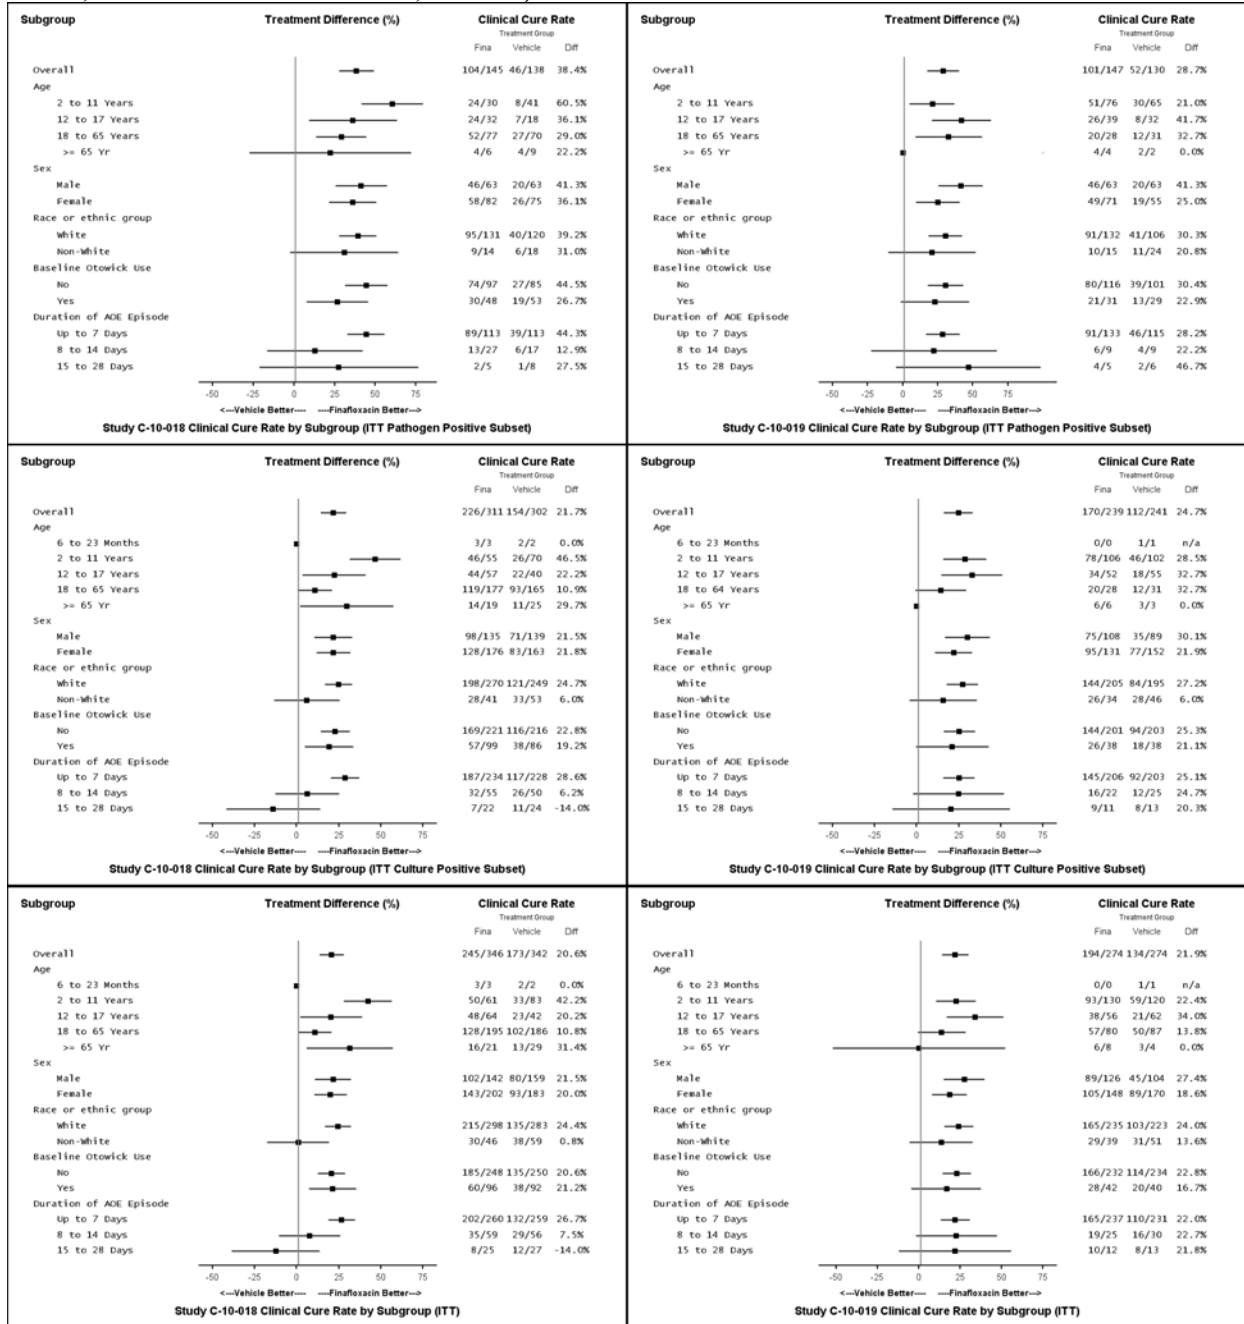 Subgroup Treatment Difference (%) Clinical Cure Rate
Treatment Group
Fina Vehicle Diff
Overall 104/145 46/138 38.4%
Age
2 to 11 Years 24/30 8/41 60.5%
12 to 17 Years 24/32 7/18 36.1%
18 to 65 Years 52/77 27/70 29.0%
>= 65 Yr 4/6 4/9 22.2%
Sex
Male 46/63 20/63 41.3%
Female 58/82 26/75 36.1%
Race or ethnic group
White 95/131 40/120 39.2%
Non-White 9/14 6/18 31.0%
Baseline Otowick Use
No 74/97 27/85 44.5%
Yes 30/48 19/53 26.7%
Duration of AOE Episode
Up to 7 Days 89/113 39/113 44.3%
8 to 14 Days 13/27 6/17 12.9%
15 to 28 Days 2/5 1/8 27.5%
-50 0 25 50 75
<---Vehicle Better---- ----Finafloxacin Better--->
Study C-10-018 Clinical Cure Rate by Subgroup (ITT Pathogen Positive Subset)
Subgroup Treatment Difference (%) Clinical Cure Rate
Treatment Group
Fina Vehicle Diff
Overall 101/147 52/130 28.7%
Age
2 to 11 Years 51/76 30/65 21.0%
12 to 17 Years 26/39 8/32 41.7%
18 to 65 Years 20/28 12/31 32.7%
>= 65 Yr 4/4 2/2 0.0%
Sex
Male 46/63 20/63 41.3%
Female 49/71 19/55 25.0%
Race or ethnic group
White 91/132 41/106 30.3%
Non-White 10/15 11/24 20.8%
Baseline Otowick Use
No 80/116 39/101 30.4%
Yes 21/31 13/29 22.9%
Duration of AOE Episode
Up to 7 Days 91/133 46/115 28.2%
8 to 14 Days 6/9 4/9 22.2%
15 to 28 Days 4/5 2/6 46.7%
-50 0 25 50 75
<---Vehicle Better---- ----Finafloxacin Better--->
Study C-10-019 Clinical Cure Rate by Subgroup (ITT Pathogen Positive Subset)
Subgroup Treatment Difference (%) Clinical Cure Rate
Treatment Group
Fina Vehicle Diff
Overall 226/311 154/302 21.7%
Age
6 to 23 Months 3/3 2/2 0.0%
2 to 11 Years 46/55 26/70 46.5%
12 to 17 Years 44/57 22/40 22.2%
18 to 65 Years 119/177 93/165 10.9%
>= 65 Yr 14/19 11/25 29.7%
Sex
Male 98/135 71/139 21.5%
Female 128/176 83/163 21.8%
Race or ethnic group
White 198/270 121/249 24.7%
Non-White 28/41 33/53 6.0%
Baseline Otowick Use
No 169/221 116/216 22.8%
Yes 57/99 38/86 19.2%
Duration of AOE Episode
Up to 7 Days 187/234 117/228 28.6%
8 to 14 Days 32/55 26/50 6.2%
15 to 28 Days 7/22 11/24 -14.0%
-50 0 25 50 75
<---Vehicle Better---- ----Finafloxacin Better--->
Study C-10-018 Clinical Cure Rate by Subgroup (ITT Culture Positive Subset)
Subgroup Treatment Difference (%) Clinical Cure Rate
Treatment Group
Fina Vehicle Diff
Overall 170/239 112/241 24.7%
Age
6 to 23 Months 0/0 1/1 n/a
2 to 11 Years 78/106 46/102 28.5%
12 to 17 Years 34/52 18/55 32.7%
18 to 64 Years 20/28 12/31 32.7%
>= 65 Yr 6/6 3/3 0.0%
Sex
Male 75/108 35/89 30.1%
Female 95/131 77/152 21.9%
Race or ethnic group
White 144/205 84/195 27.2%
Non-White 26/34 28/46 6.0%
Baseline Otowick Use
No 144/201 94/203 25.3%
Yes 26/38 18/38 21.1%
Duration of AOE Episode
Up to 7 Days 145/206 92/203 25.1%
8 to 14 Days 16/22 12/25 24.7%
15 to 28 Days 9/11 8/13 20.3%
-50 0 25 50 75
<---Vehicle Better---- ----Finafloxacin Better--->
Study C-10-019 Clinical Cure Rate by Subgroup (ITT Culture Positive Subset)
Subgroup Treatment Difference (%) Clinical Cure Rate
Treatment Group
Fina Vehicle Diff
Overall 245/346 173/342 20.6%
Age
6 to 23 Months 3/3 2/2 0.0%
2 to 11 Years 50/61 33/83 42.2%
12 to 17 Years 48/64 23/42 20.2%
18 to 65 Years 128/195 102/186 10.8%
>= 65 Yr 16/21 13/29 31.4%
Sex
Male 102/142 80/159 21.5%
Female 143/202 93/183 20.0%
Race or ethnic group
White 215/298 135/283 24.4%
Non-White 30/46 38/59 0.8%
Baseline Otowick Use
No 185/248 135/250 20.6%
Yes 60/96 38/92 21.2%
Duration of AOE Episode
Up to 7 Days 202/260 132/259 26.7%
8 to 14 Days 35/59 29/56 7.5%
15 to 28 Days 8/25 12/27 -14.0%
-50 0 25 50 75
<---Vehicle Better---- ----Finafloxacin Better--->
Study C-10-018 Clinical Cure Rate by Subgroup (ITT)
Subgroup Treatment Difference (%) Clinical Cure Rate
Treatment Group
Fina Vehicle Diff
Overall 194/274 134/274 21.9%
Age
6 to 23 Months 0/0 1/1 n/a
2 to 11 Years 93/130 59/120 22.4%
12 to 17 Years 38/56 21/62 34.0%
18 to 65 Years 57/80 50/87 13.8%
>= 65 Yr 6/8 3/4 0.0%
Sex
Male 89/126 45/104 27.4%
Female 105/148 89/170 18.6%
Race or ethnic group
White 165/235 103/223 24.0%
Non-White 29/39 31/51 13.6%
Baseline Otowick Use
No 166/232 114/234 22.8%
Yes 28/42 20/40 16.7%
Duration of AOE Episode
Up to 7 Days 165/237 110/231 22.0%
8 to 14 Days 19/25 16/30 22.7%
15 to 28 Days 10/12 8/13 21.8%
-50 0 25 50 75
<---Vehicle Better---- ----Finafloxacin Better--->
Study C-10-019 Clinical Cure Rate by Subgroup (ITT)